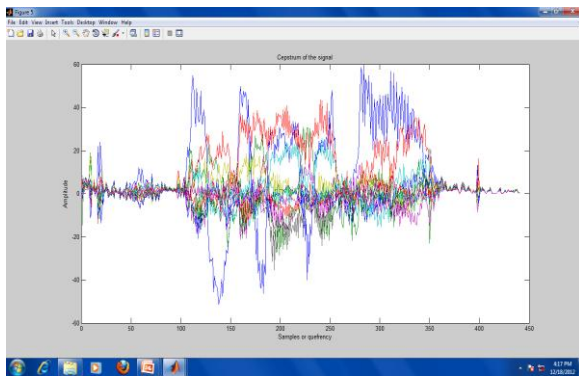 Figure 5
File Edit View Insert Tools Desktop Window Help
Cepstrum of the signal
60
40
20
0
-20
-40
-60
Amplitude
0 50 100 150 200 250 300 350 400 450
Samples or quefrency
4:17 PM
12/18/2012